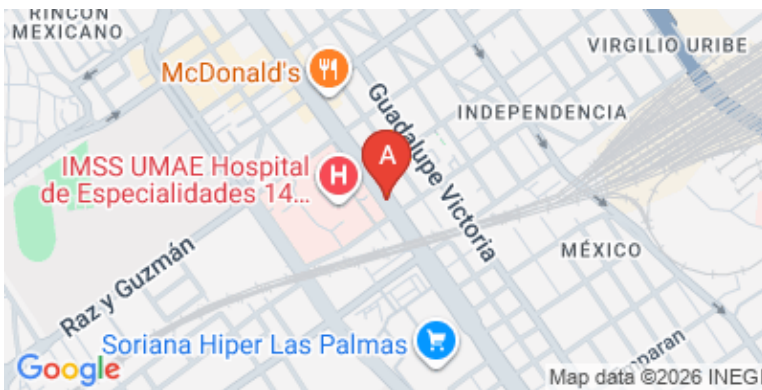 RINCÓN
MEXICANO
VIRGILIO URIBE
McDonald's
Guadalupe Victoria
INDEPENDENCIA
A
IMSS UMAE Hospital
de Especialidades 14...
H
MÉXICO
Raz y Guzmán
Soriana Hiper Las Palmas
Google
Map data ©2026 INEGI